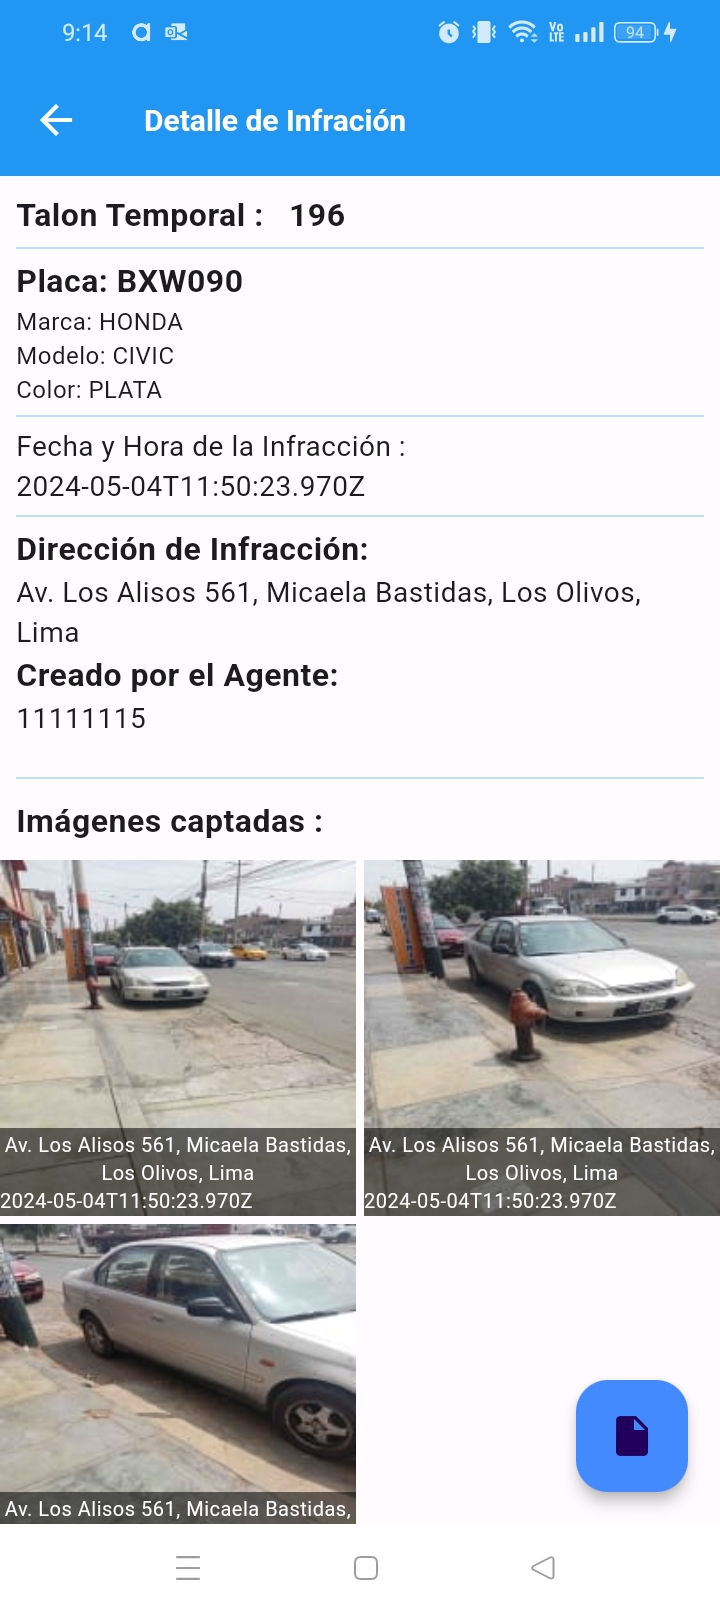 9:14
Vo
LTE
94
Detalle de Infración
Talon Temporal : 196
Placa: BXW090
Marca: HONDA
Modelo: CIVIC
Color: PLATA
Fecha y Hora de la Infracción :
2024-05-04T11:50:23.970Z
Dirección de Infracción:
Av. Los Alisos 561, Micaela Bastidas, Los Olivos,
Lima
Creado por el Agente:
11111115
Imágenes captadas :
Av. Los Alisos 561, Micaela Bastidas,
Los Olivos, Lima
2024-05-04T11:50:23.970Z
Av. Los Alisos 561, Micaela Bastidas,
Los Olivos, Lima
2024-05-04T11:50:23.970Z
Av. Los Alisos 561, Micaela Bastidas,